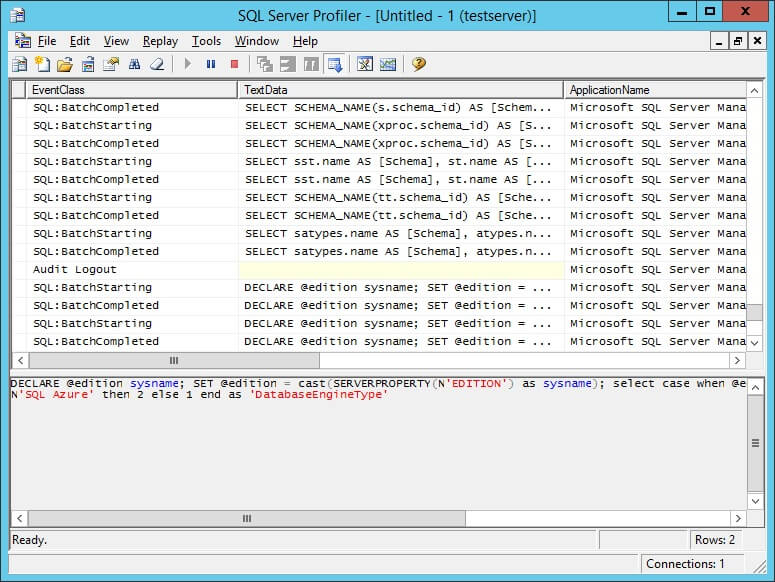 SQL Server Profiler - [Untitled - 1 (testserver)]
File Edit View Replay Tools Window Help
EventClass TextData ApplicationName
SQL:BatchCompleted SELECT SCHEMA_NAME(s.schema_id) AS [Schem... Microsoft SQL Server Mana
SQL:BatchStarting SELECT SCHEMA_NAME(xproc.schema_id) AS [S... Microsoft SQL Server Mana
SQL:BatchCompleted SELECT SCHEMA_NAME(xproc.schema_id) AS [S... Microsoft SQL Server Mana
SQL:BatchStarting SELECT sst.name AS [Schema], st.name AS [... Microsoft SQL Server Mana
SQL:BatchCompleted SELECT sst.name AS [Schema], st.name AS [... Microsoft SQL Server Mana
SQL:BatchStarting SELECT SCHEMA_NAME(tt.schema_id) AS [Sche... Microsoft SQL Server Mana
SQL:BatchCompleted SELECT SCHEMA_NAME(tt.schema_id) AS [Sche... Microsoft SQL Server Mana
SQL:BatchStarting SELECT satypes.name AS [Schema], atypes.n... Microsoft SQL Server Mana
SQL:BatchCompleted SELECT satypes.name AS [Schema], atypes.n... Microsoft SQL Server Mana
Audit Logout Microsoft SQL Server Mana
SQL:BatchStarting DECLARE @edition sysname; SET @edition = ... Microsoft SQL Server Mana
SQL:BatchCompleted DECLARE @edition sysname; SET @edition = ... Microsoft SQL Server Mana
SQL:BatchStarting DECLARE @edition sysname; SET @edition = ... Microsoft SQL Server Mana
SQL:BatchCompleted DECLARE @edition sysname; SET @edition = ... Microsoft SQL Server Mana
DECLARE @edition sysname; SET @edition = cast(SERVERPROPERTY(N'EDITION') as sysname); select case when @e
N'SQL Azure' then 2 else 1 end as 'DatabaseEngineType'
Ready. Rows: 2
Connections: 1